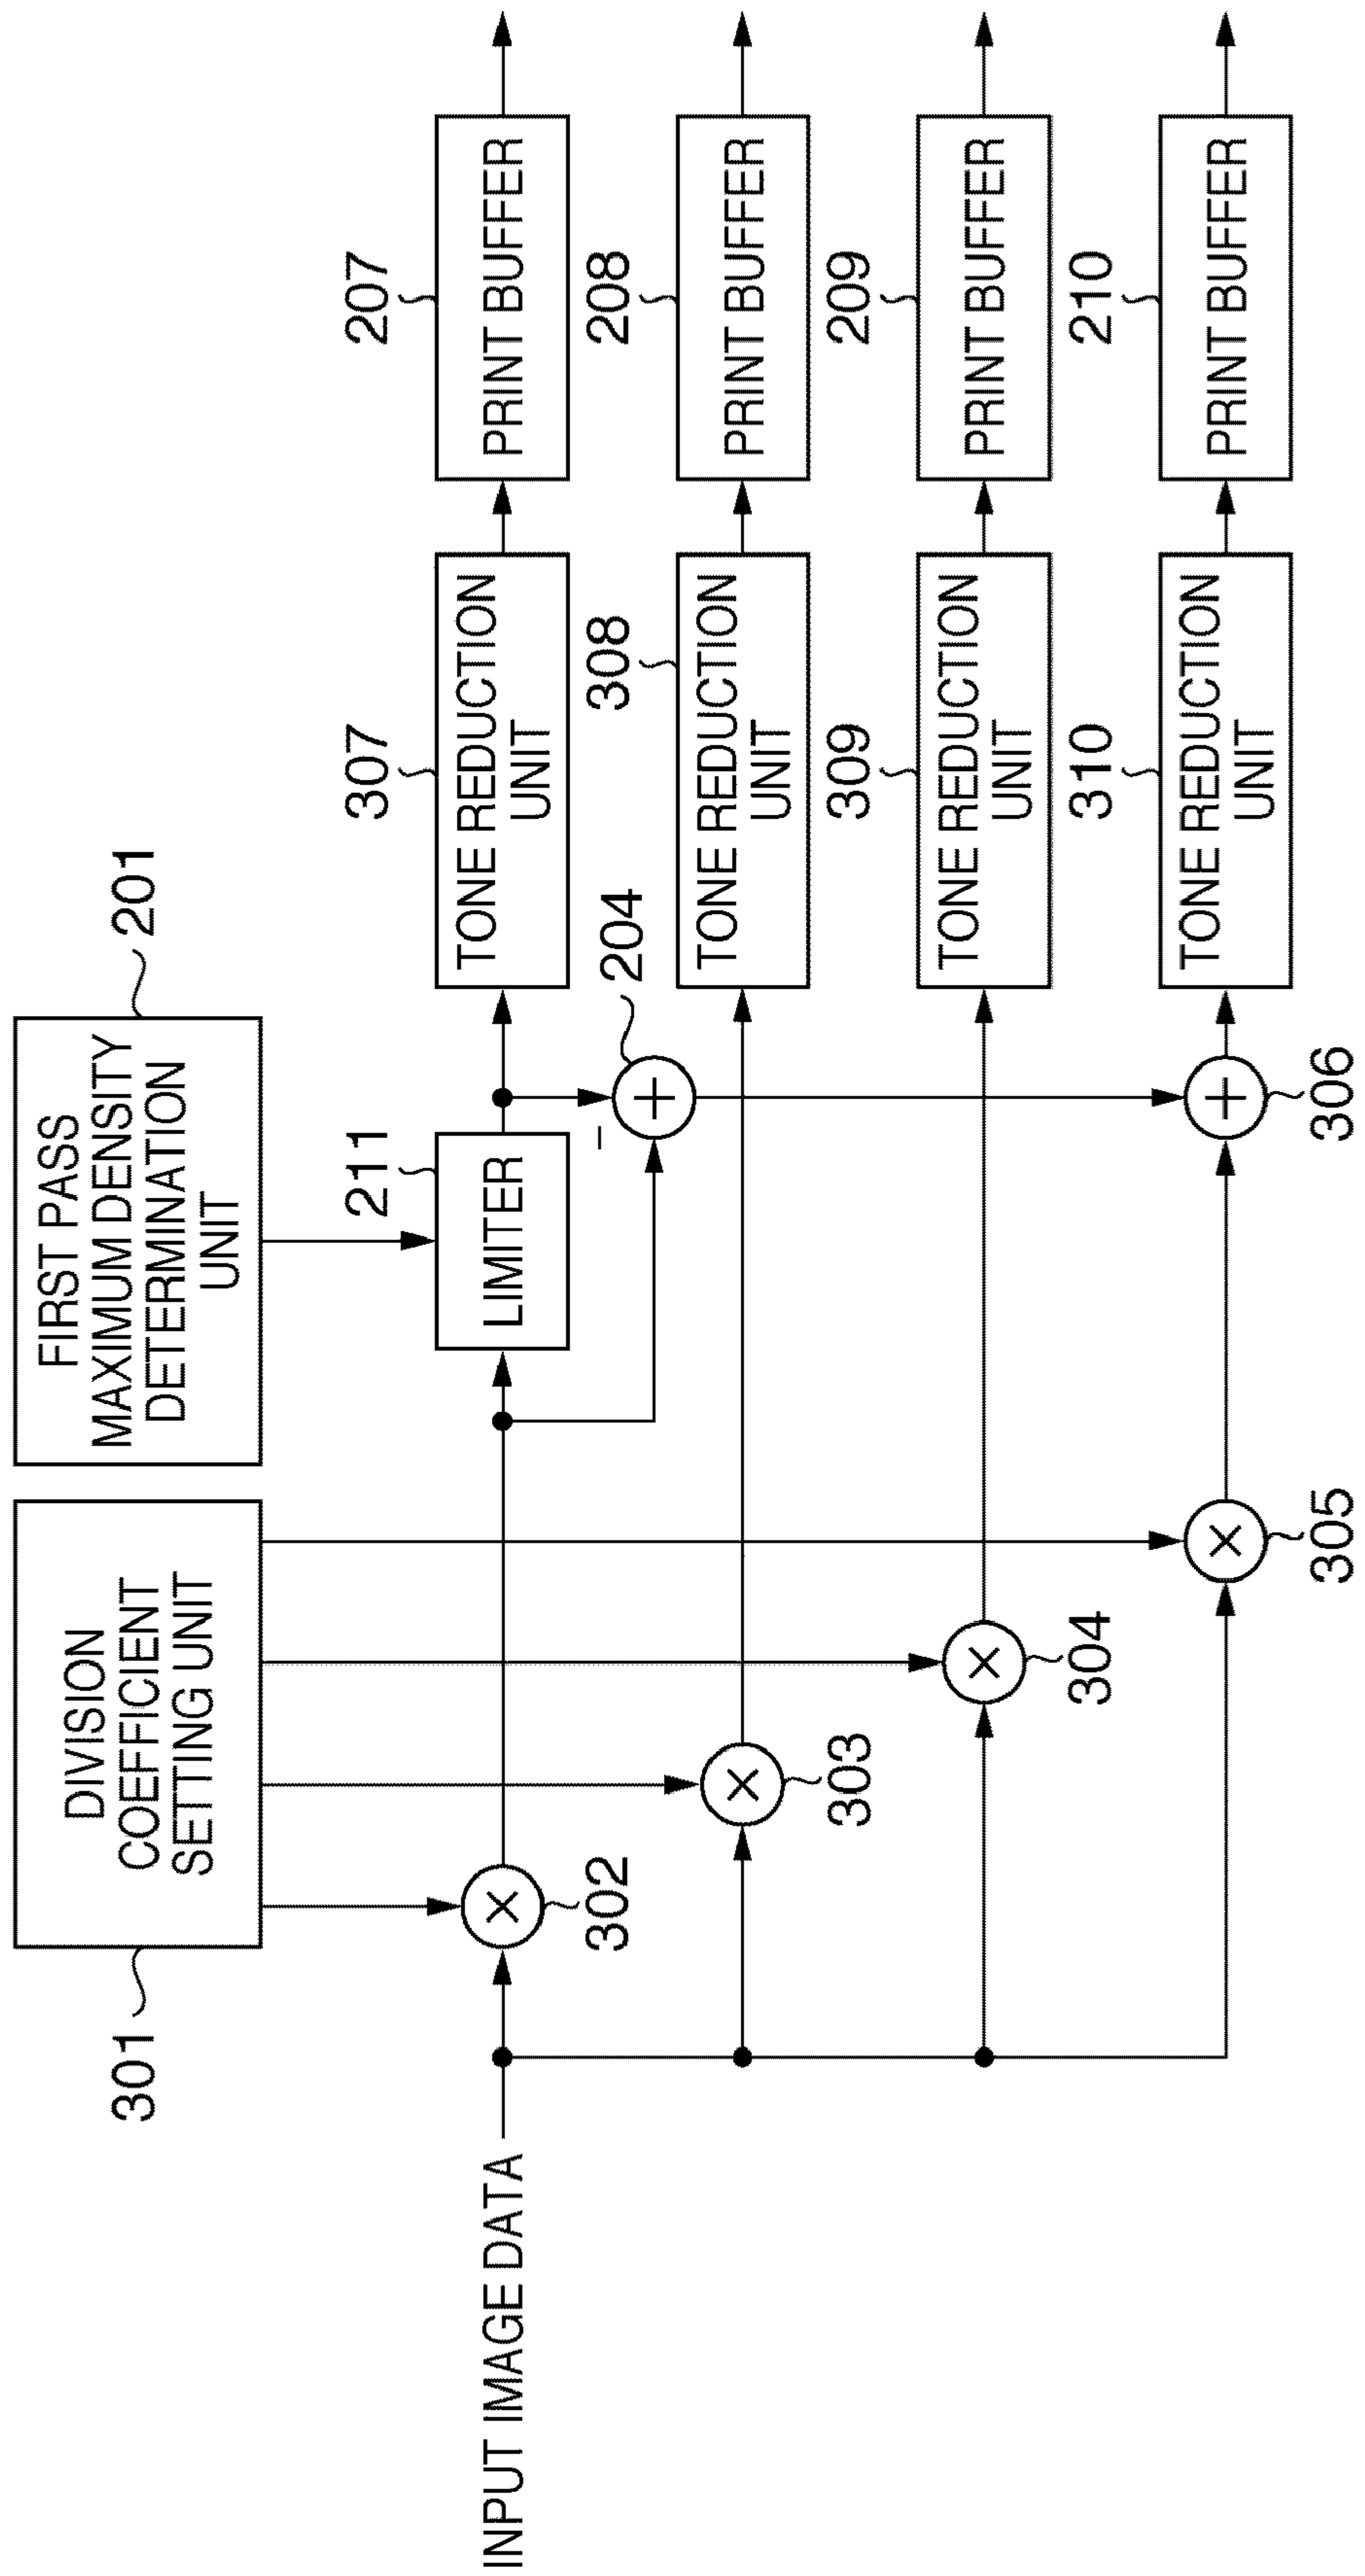 301
DIVISION
COEFFICIENT
SETTING UNIT
FIRST PASS
MAXIMUM DENSITY
DETERMINATION
UNIT
201
INPUT IMAGE DATA
×
302
LIMITER
211
307
TONE REDUCTION
UNIT
207
PRINT BUFFER
−
+
204
×
303
308
TONE REDUCTION
UNIT
208
PRINT BUFFER
×
304
309
TONE REDUCTION
UNIT
209
PRINT BUFFER
×
305
+
306
310
TONE REDUCTION
UNIT
210
PRINT BUFFER